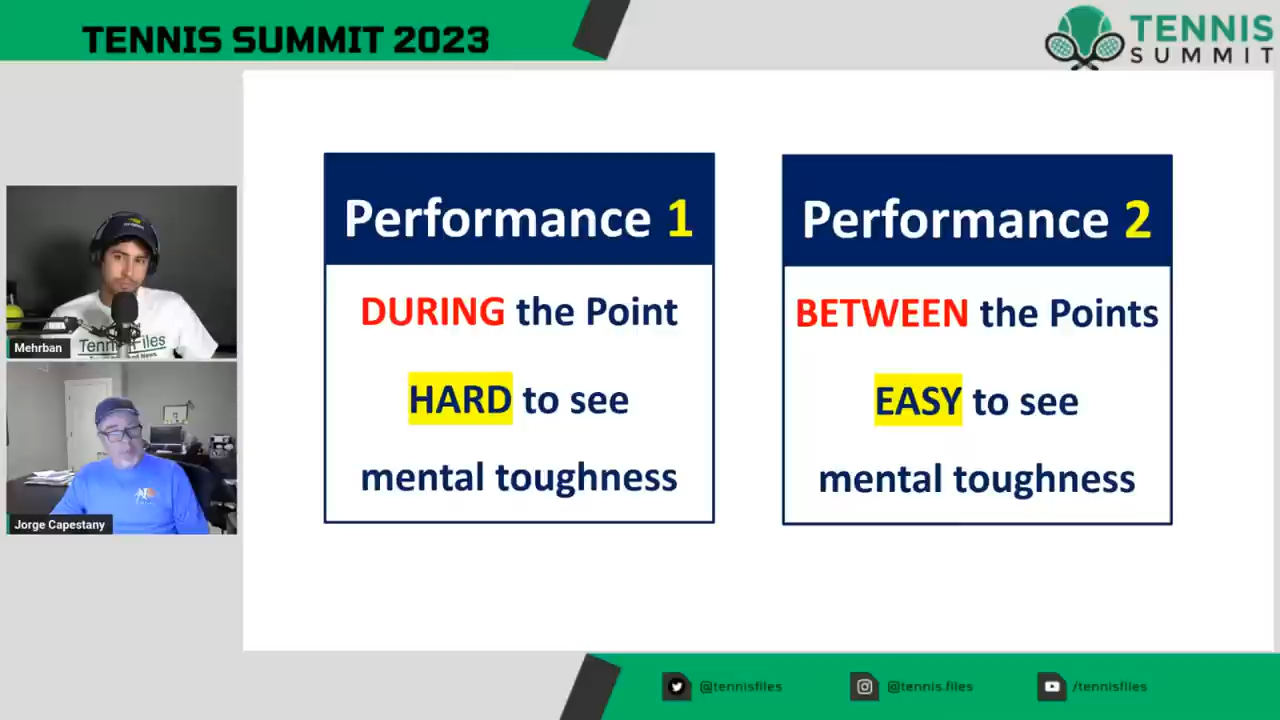 TENNIS SUMMIT 2023
TENNIS
SUMMIT
Performance 1
DURING the Point
HARD to see
mental toughness
Performance 2
BETWEEN the Points
EASY to see
mental toughness
Mehrban
Jorge Capestany
@tennisfiles
@tennis.files
/tennisfiles